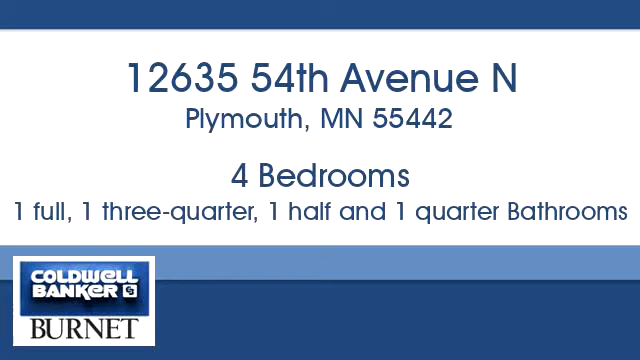 12635 54th Avenue N
Plymouth, MN 55442
4 Bedrooms
1 full, 1 three-quarter, 1 half and 1 quarter Bathrooms
COLDWELL
BANKER CB
BURNET